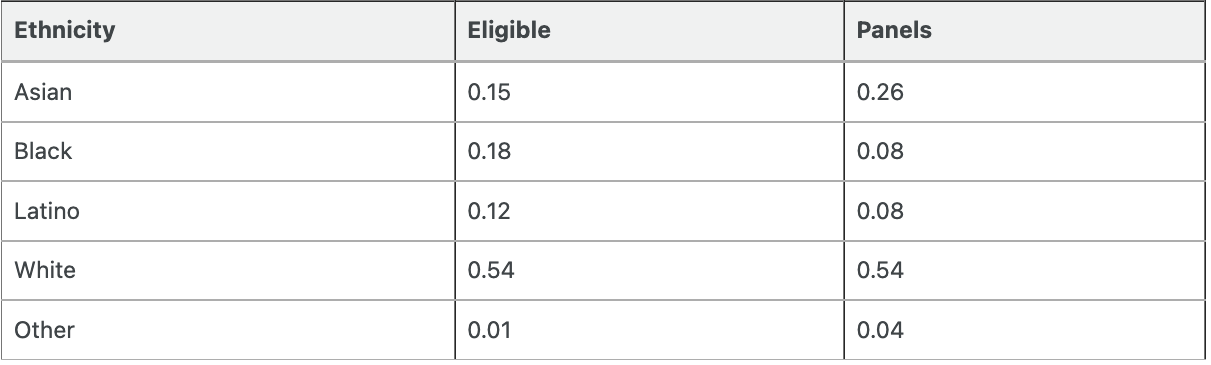 Ethnicity Eligible Panels
Asian 0.15 0.26
Black 0.18 0.08
Latino 0.12 0.08
White 0.54 0.54
Other 0.01 0.04